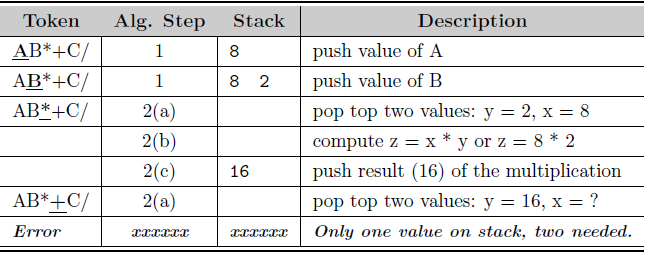 Token Alg. Step Stack Description
AB*+C/ 1 8 push value of A
AB*+C/ 1 8 2 push value of B
AB*+C/ 2(a) pop top two values: y = 2, x = 8
2(b) compute z = x * y or z = 8 * 2
2(c) 16 push result (16) of the multiplication
AB*+C/ 2(a) pop top two values: y = 16, x = ?
Error xxxxxx xxxxxx Only one value on stack, two needed.